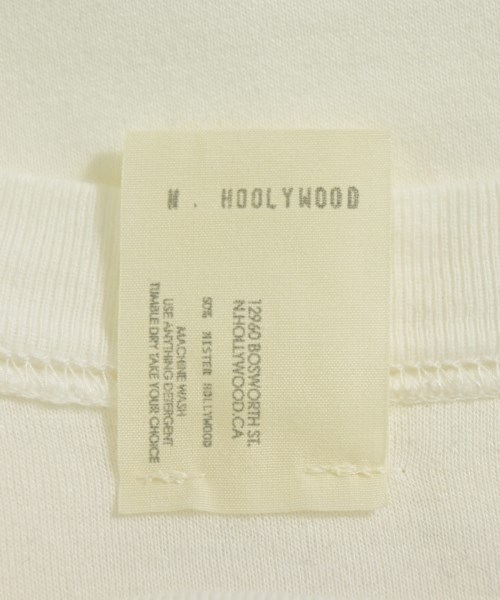 N. HOOLYWOOD
12960 BOSWORTH ST.
N.HOLLYWOOD.CA
50% MISTER HOLLYWOOD
MACHINE WASH
USE ANYTHING DETERGENT
TUMBLE DRY TAKE YOUR CHOICE